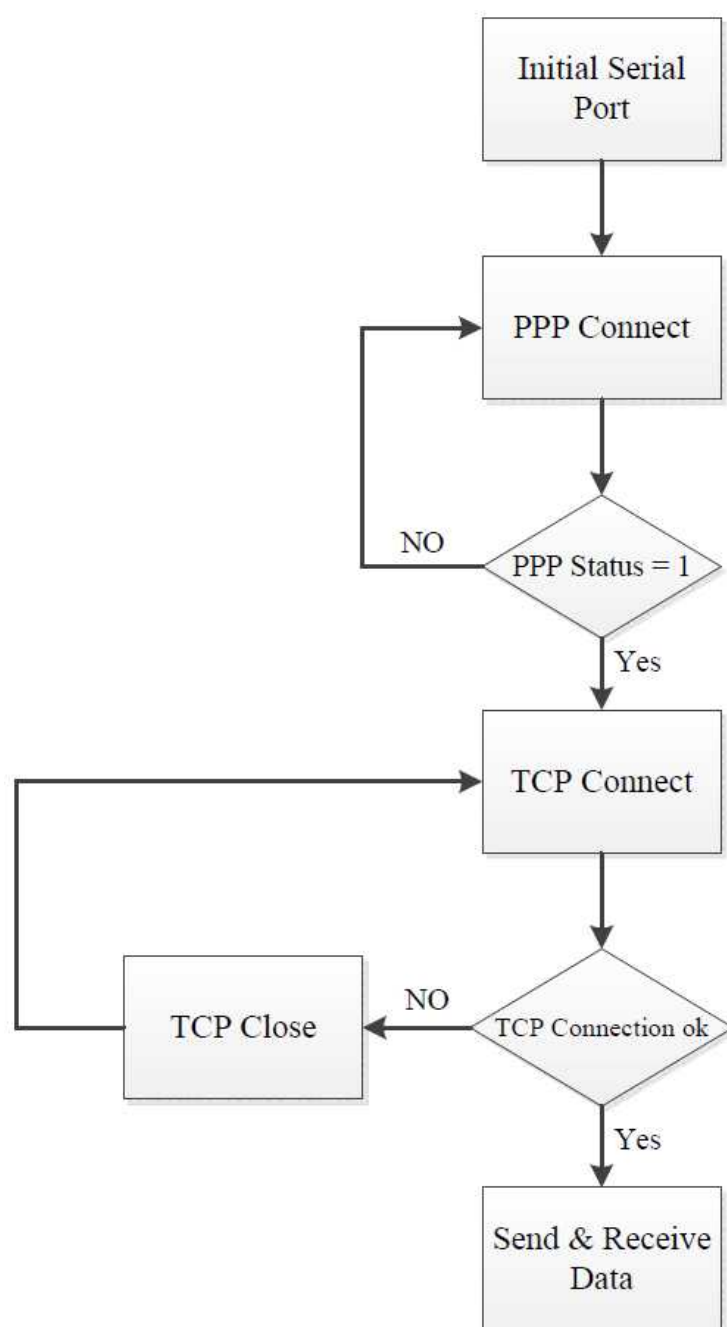 Initial Serial
Port
PPP Connect
NO
PPP Status = 1
Yes
TCP Connect
TCP Close
NO
TCP Connection ok
Yes
Send & Receive
Data